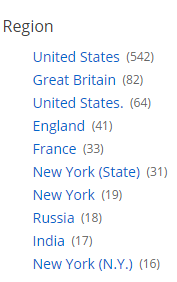 Region
United States (542)
Great Britain (82)
United States. (64)
England (41)
France (33)
New York (State) (31)
New York (19)
Russia (18)
India (17)
New York (N.Y.) (16)